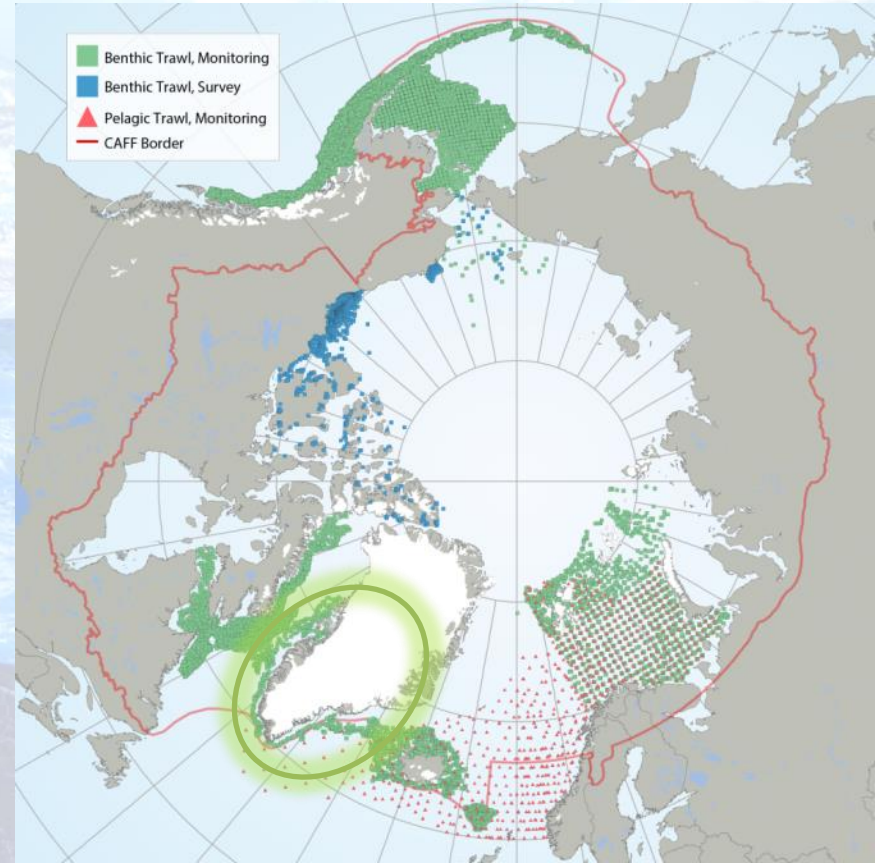 Benthic Trawl, Monitoring
Benthic Trawl, Survey
Pelagic Trawl, Monitoring
CAFF Border